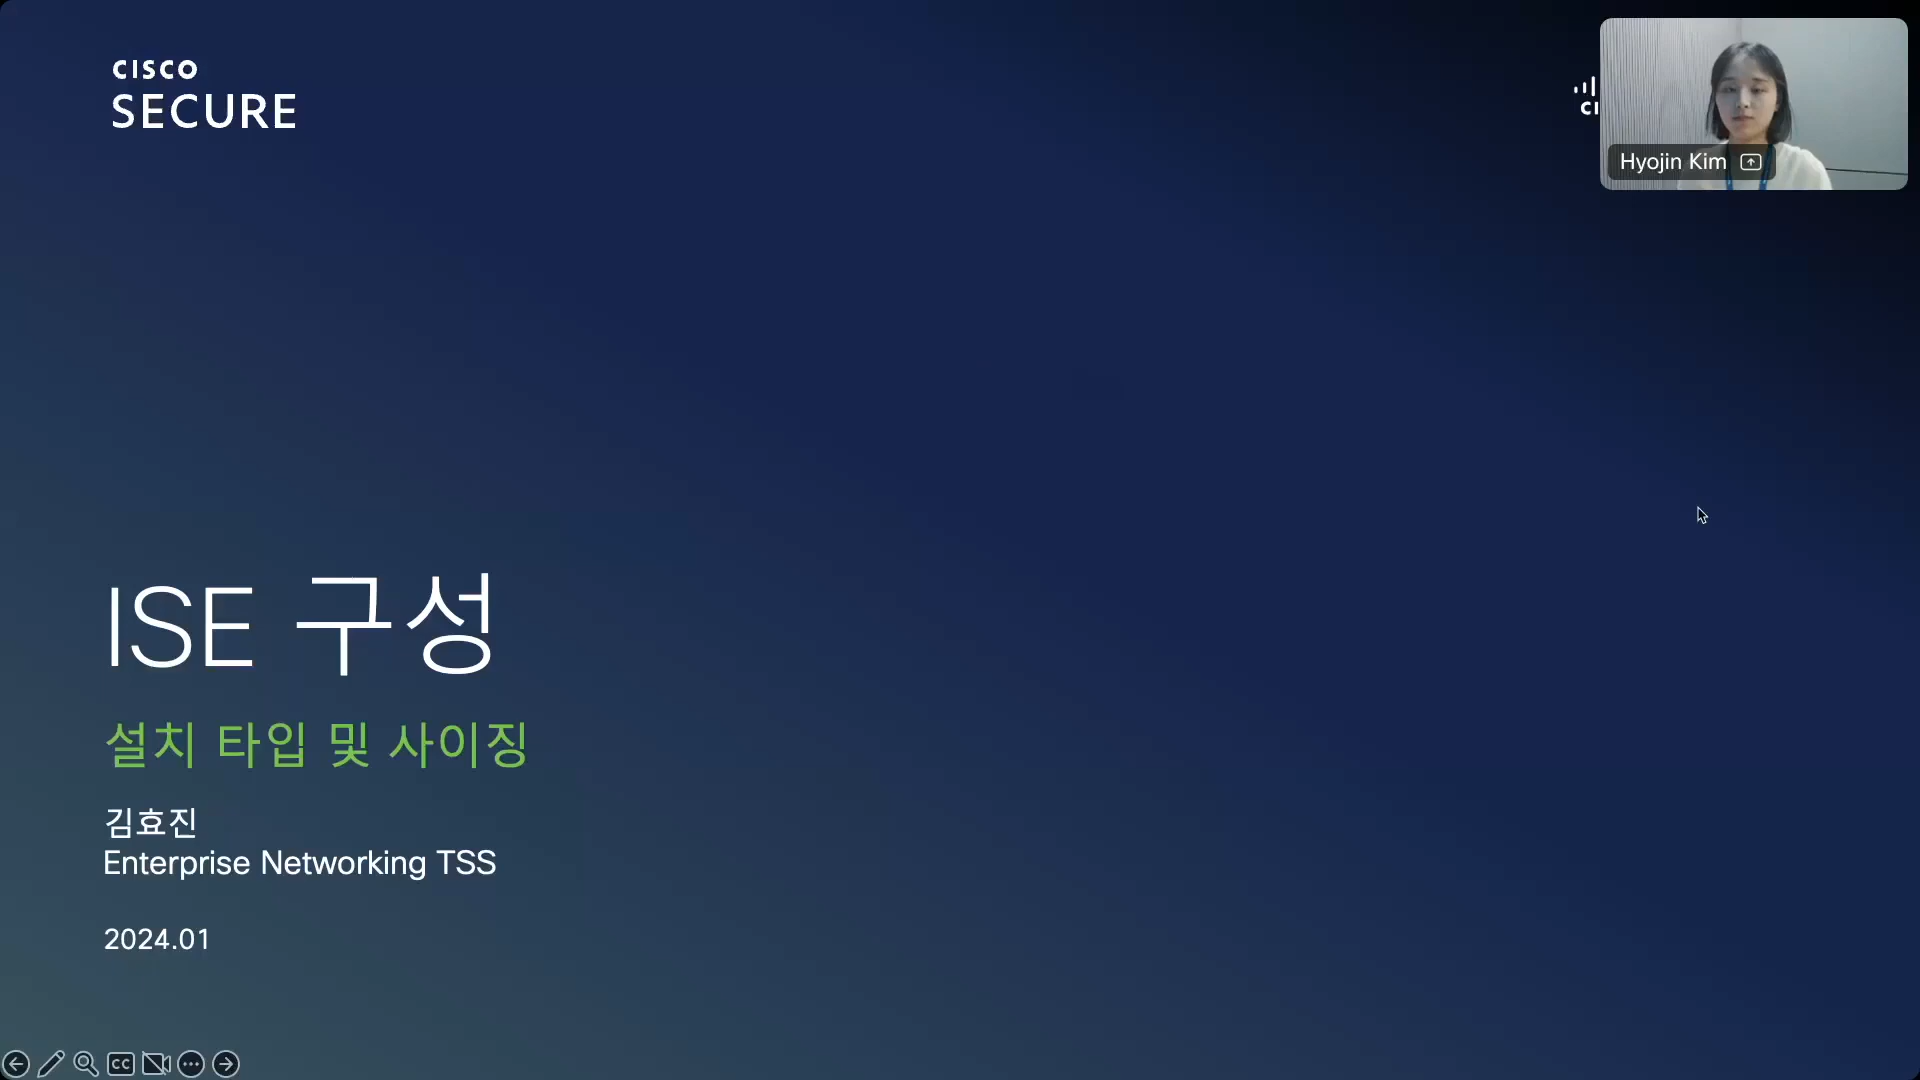 CISCO
SECURE
Hyojin Kim
ISE 구성
설치 타입 및 사이징
김효진
Enterprise Networking TSS
2024.01
CC